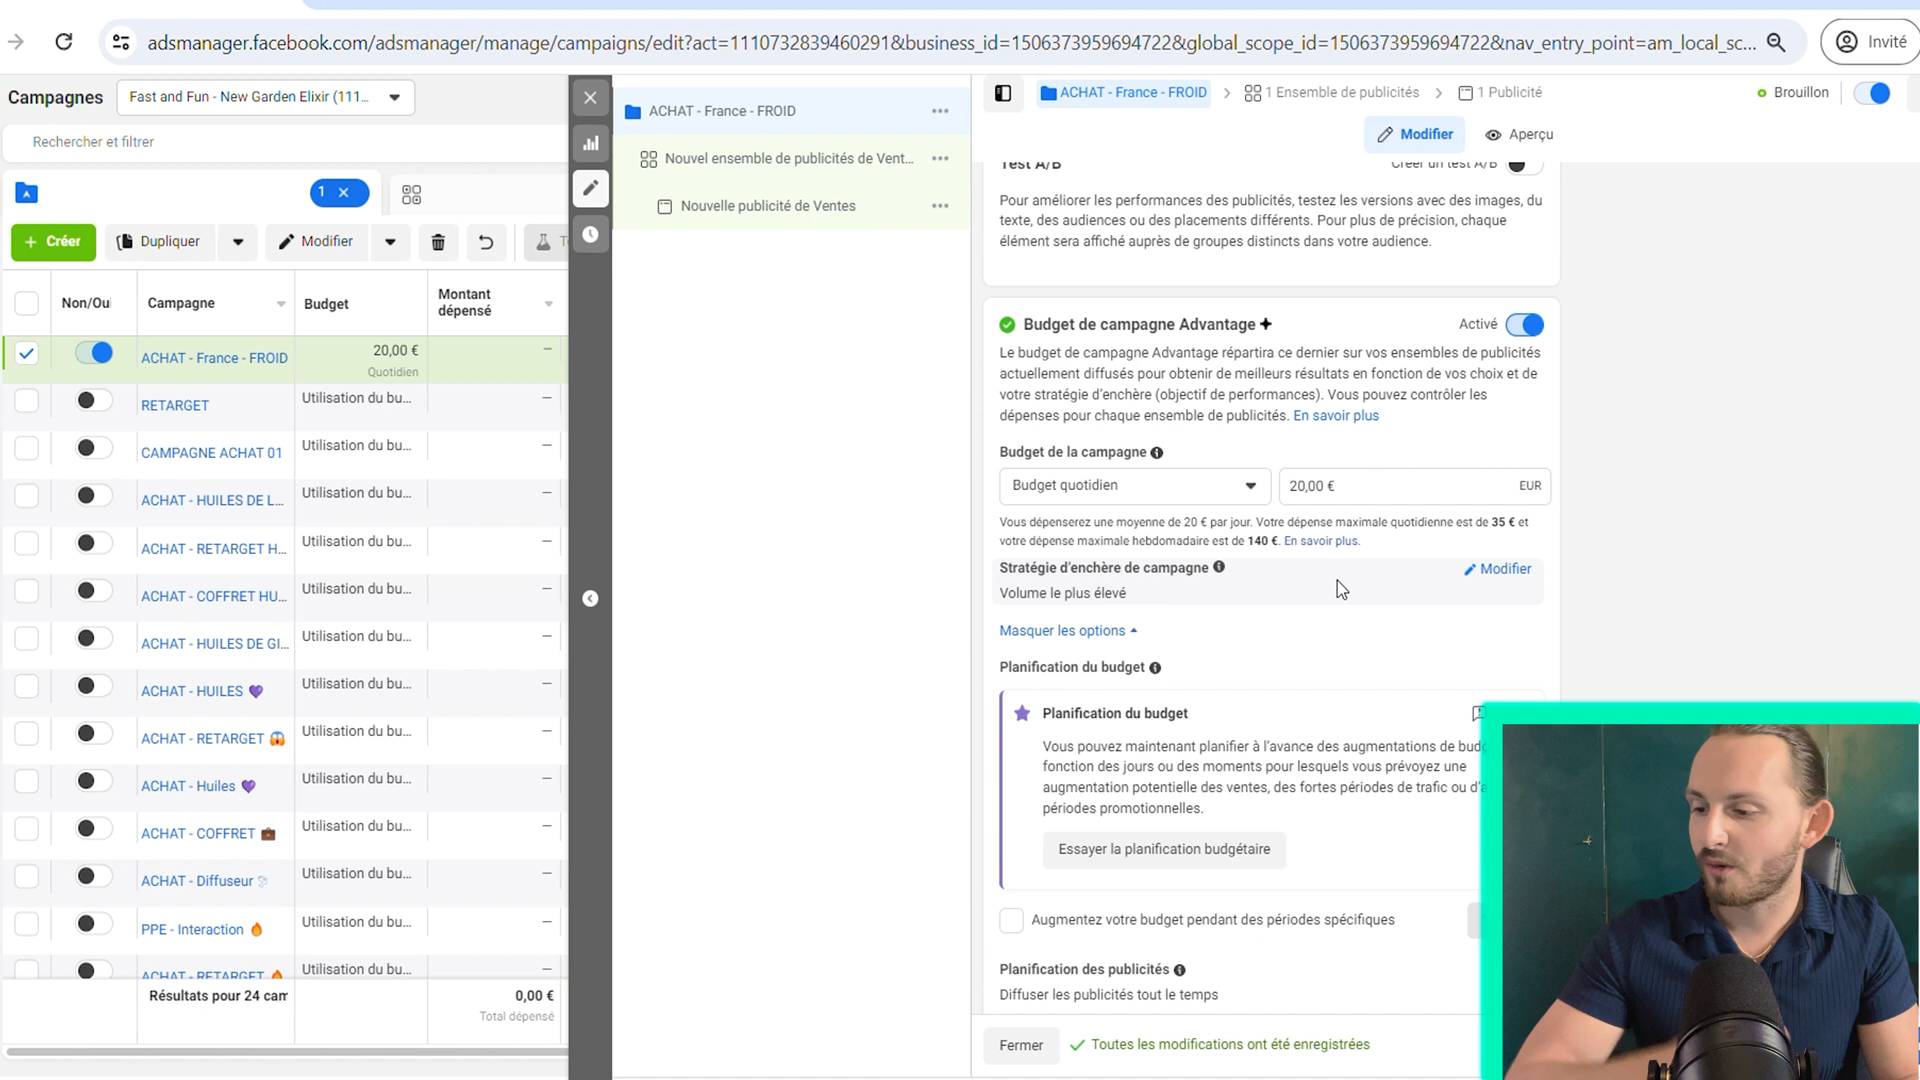 adsmanager.facebook.com/adsmanager/manage/campaigns/edit?act=1110732839460291&business_id=1506373959694722&global_scope_id=1506373959694722&nav_entry_point=am_local_sc...
Invité
Campagnes
Fast and Fun - New Garden Elixir (111...
Rechercher et filtrer
1
Créer
Dupliquer
Modifier
Non/Oui
Campagne
Budget
Montant dépensé
ACHAT - France - FROID
20,00 €
Quotidien
RETARGET
Utilisation du bu...
CAMPAGNE ACHAT 01
Utilisation du bu...
ACHAT - HUILES DE L...
Utilisation du bu...
ACHAT - RETARGET H...
Utilisation du bu...
ACHAT - COFFRET HU...
Utilisation du bu...
ACHAT - HUILES DE GI...
Utilisation du bu...
ACHAT - HUILES 💜
Utilisation du bu...
ACHAT - RETARGET 😱
Utilisation du bu...
ACHAT - Huiles 💜
Utilisation du bu...
ACHAT - COFFRET 💼
Utilisation du bu...
ACHAT - Diffuseur 🕊
Utilisation du bu...
PPE - Interaction 🔥
Utilisation du bu...
ACHAT - RETARGET 🔥
Utilisation du bu...
Résultats pour 24 cam
0,00 €
Total dépensé
ACHAT - France - FROID
Nouvel ensemble de publicités de Vent...
Nouvelle publicité de Ventes
ACHAT - France - FROID
1 Ensemble de publicités
1 Publicité
Brouillon
Modifier
Aperçu
Test A/B
Créer un test A/B
Pour améliorer les performances des publicités, testez les versions avec des images, du
texte, des audiences ou des placements différents. Pour plus de précision, chaque
élément sera affiché auprès de groupes distincts dans votre audience.
Budget de campagne Advantage
Activé
Le budget de campagne Advantage répartira ce dernier sur vos ensembles de publicités
actuellement diffusés pour obtenir de meilleurs résultats en fonction de vos choix et de
votre stratégie d'enchère (objectif de performances). Vous pouvez contrôler les
dépenses pour chaque ensemble de publicités. En savoir plus
Budget de la campagne
Budget quotidien
20,00 €
EUR
Vous dépenserez une moyenne de 20 € par jour. Votre dépense maximale quotidienne est de 35 € et
votre dépense maximale hebdomadaire est de 140 €. En savoir plus.
Stratégie d'enchère de campagne
Modifier
Volume le plus élevé
Masquer les options
Planification du budget
Planification du budget
Vous pouvez maintenant planifier à l'avance des augmentations de
fonction des jours ou des moments pour lesquels vous prévoyez une
augmentation potentielle des ventes, des fortes périodes de trafic ou
périodes promotionnelles.
Essayer la planification budgétaire
Augmentez votre budget pendant des périodes spécifiques
Planification des publicités
Diffuser les publicités tout le temps
Fermer
Toutes les modifications ont été enregistrées